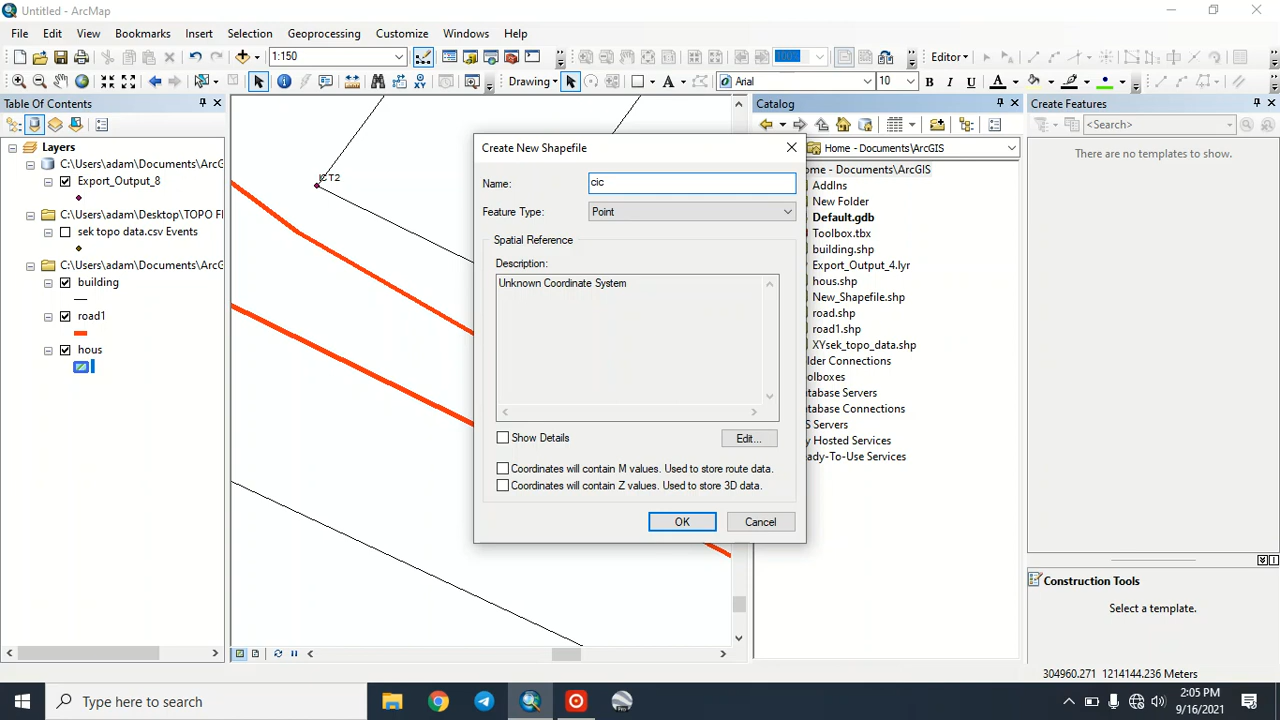 Untitled - ArcMap
File Edit View Bookmarks Insert Selection Geoprocessing Customize Windows Help
1:150 100% Editor
Drawing A Arial 10 B I U A
Table Of Contents
Layers
C:\Users\adam\Documents\ArcG
Export_Output_8
C:\Users\adam\Desktop\TOPO FI
sek topo data.csv Events
C:\Users\adam\Documents\ArcG
building
road1
hous
CT2
Create New Shapefile
Name: cic
Feature Type: Point
Spatial Reference
Description:
Unknown Coordinate System
Show Details Edit...
Coordinates will contain M values. Used to store route data.
Coordinates will contain Z values. Used to store 3D data.
OK Cancel
Catalog
Home - Documents\ArcGIS
ome - Documents\ArcGIS
AddIns
New Folder
Default.gdb
Toolbox.tbx
building.shp
Export_Output_4.lyr
hous.shp
New_Shapefile.shp
road.shp
road1.shp
XYsek_topo_data.shp
lder Connections
olboxes
tabase Servers
tabase Connections
S Servers
y Hosted Services
ady-To-Use Services
Create Features
<Search>
There are no templates to show.
Construction Tools
Select a template.
304960.271 1214144.236 Meters
Type here to search
2:05 PM
9/16/2021